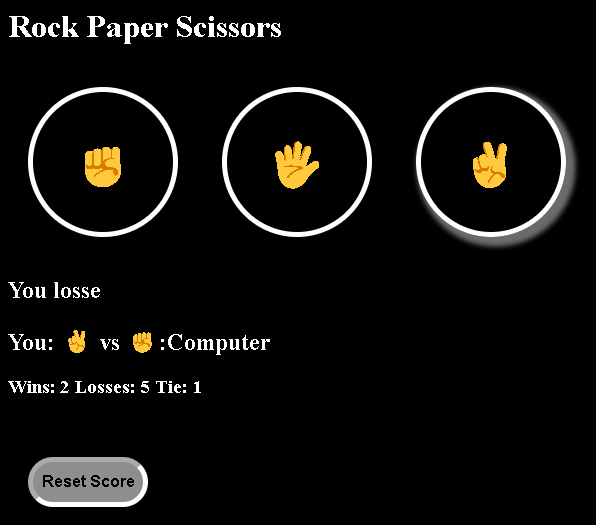 Rock Paper Scissors
You losse
You: ✌ vs ✊ :Computer
Wins: 2 Losses: 5 Tie: 1
Reset Score